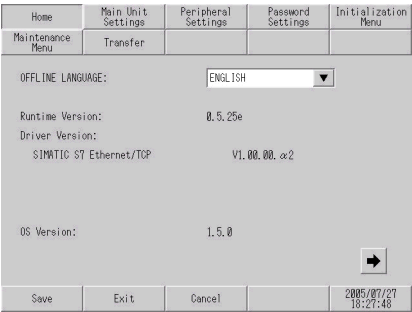 Home
Main Unit
Settings
Peripheral
Settings
Password
Settings
Initialization
Menu
Maintenance
Menu
Transfer
OFFLINE LANGUAGE:
ENGLISH
Runtime Version:
0.5.25e
Driver Version:
SIMATIC S7 Ethernet/TCP
V1.00.00.α2
OS Version:
1.5.0
Save
Exit
Cancel
2005/07/27
18:27:48